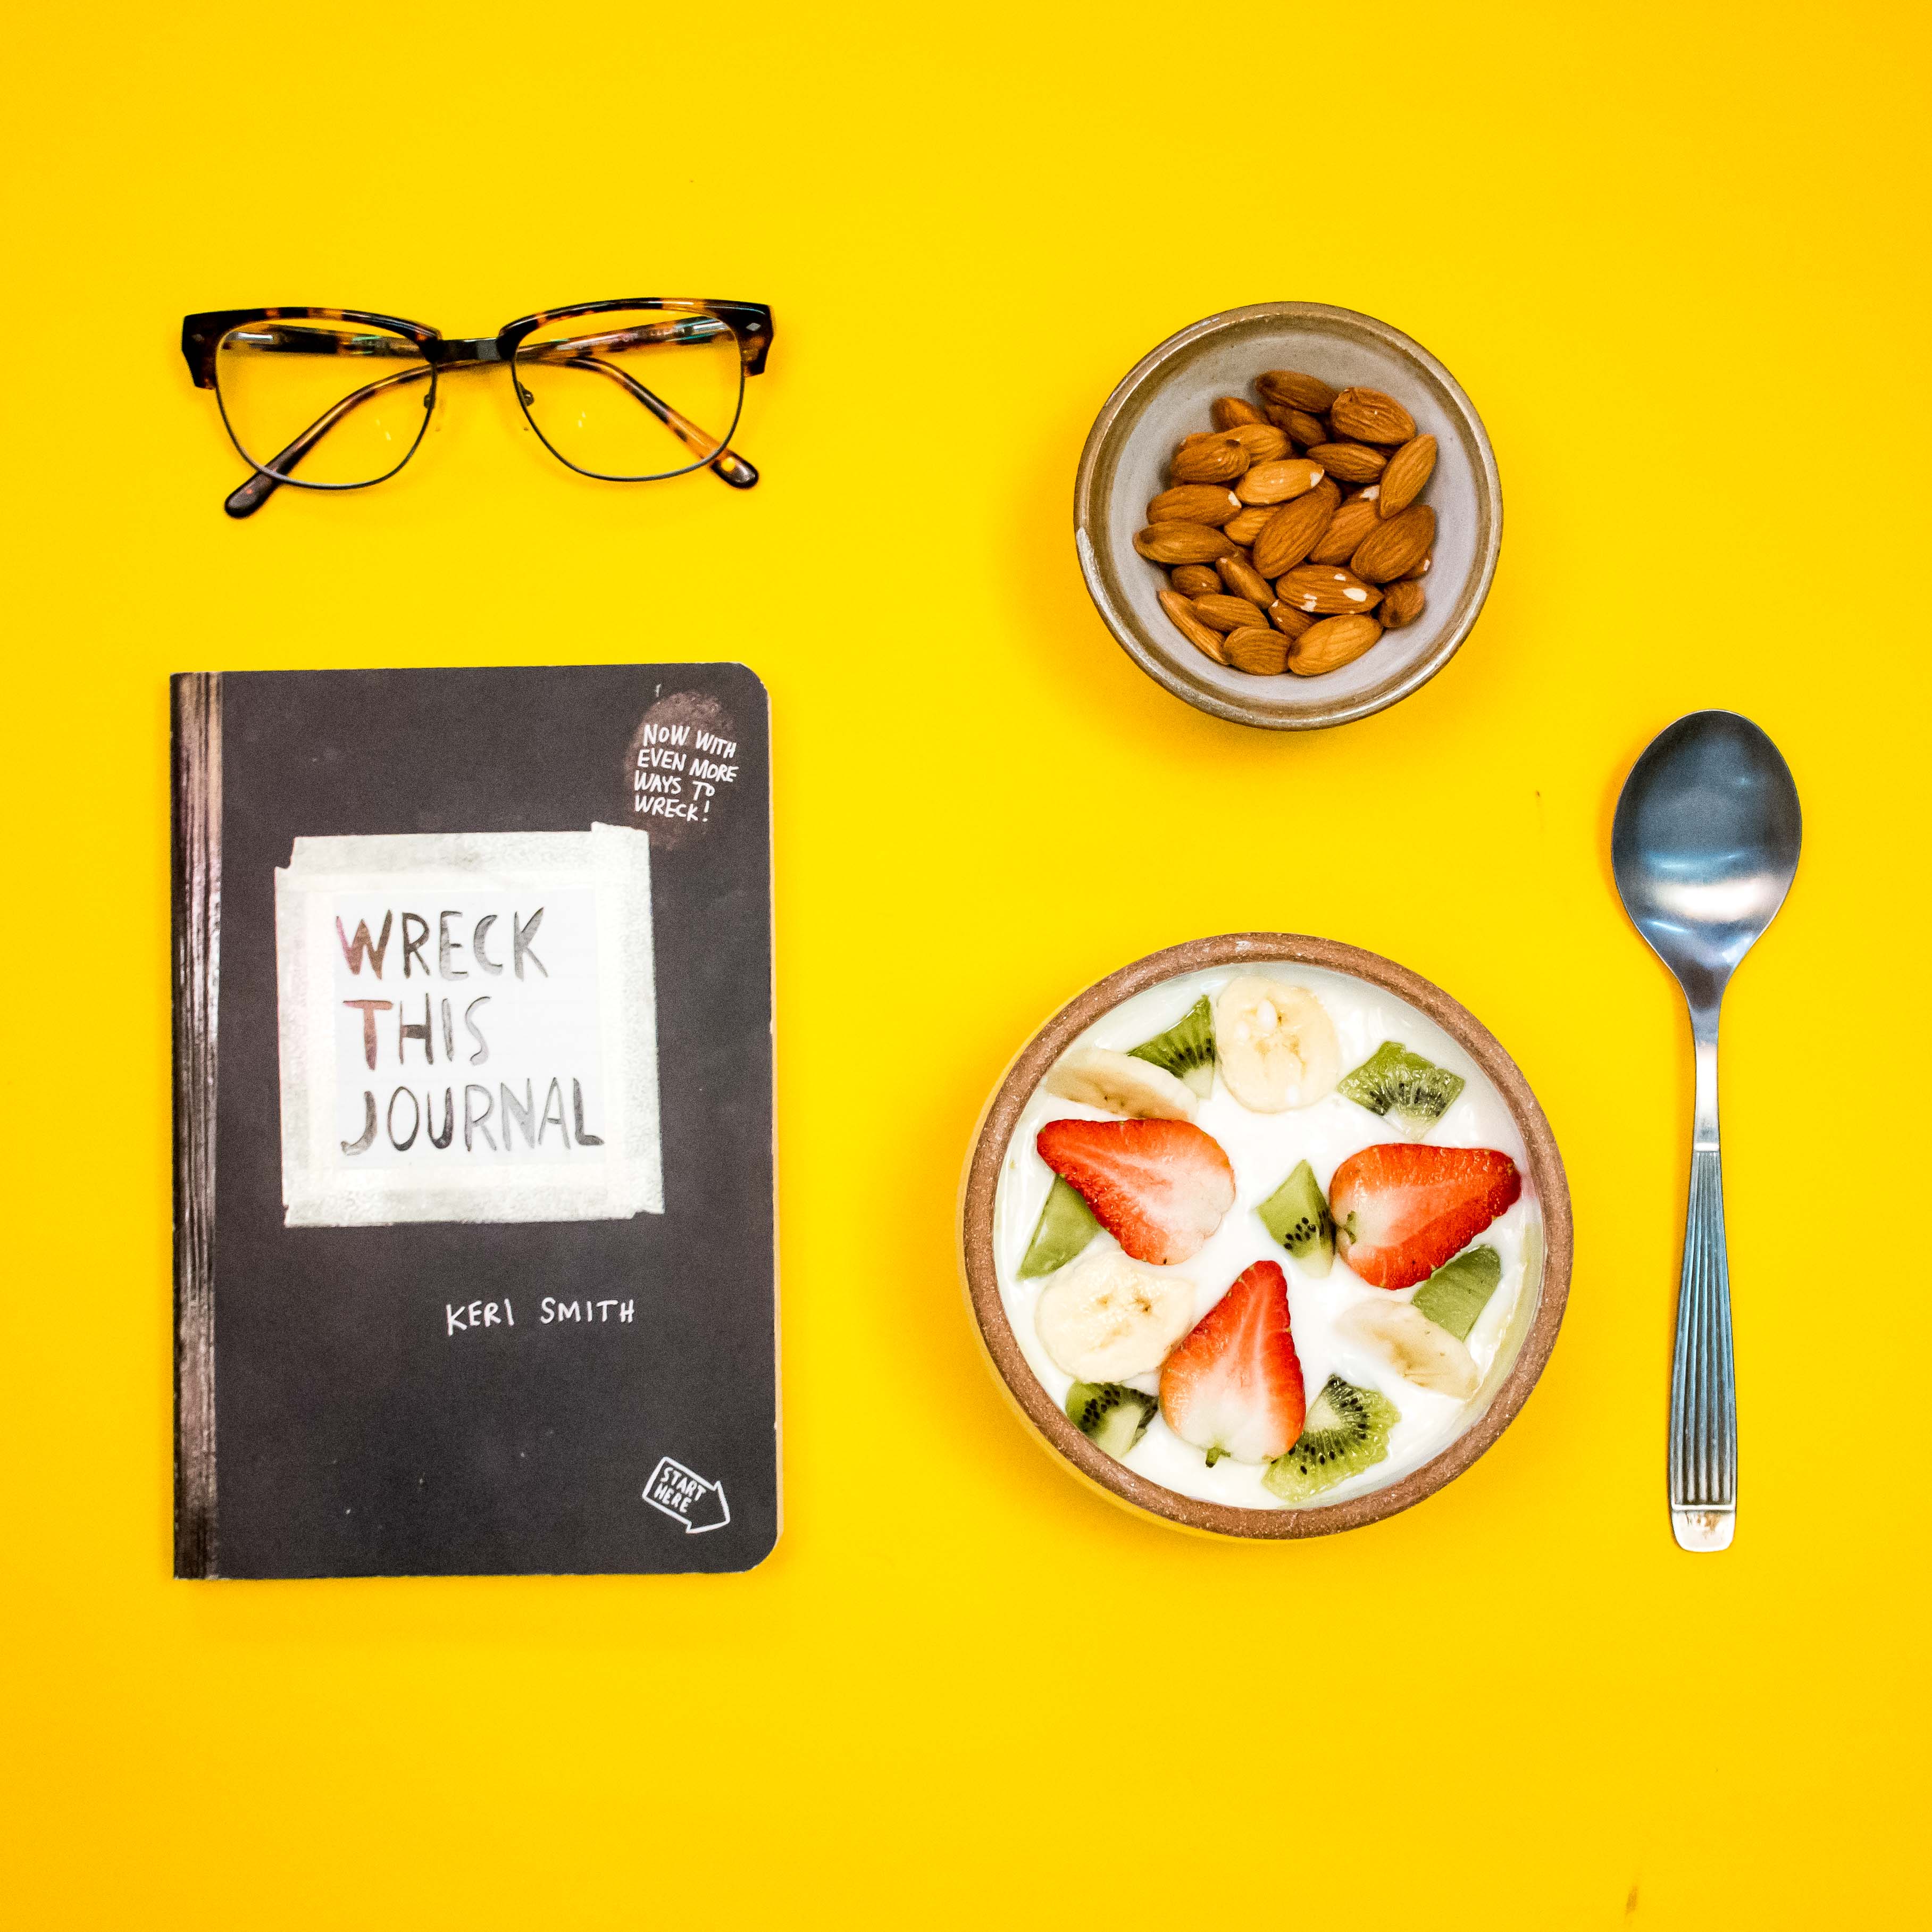 NOW WITH
EVEN MORE
WAYS TO
WRECK!
WRECK
THIS
JOURNAL
KERI SMITH
START
HERE